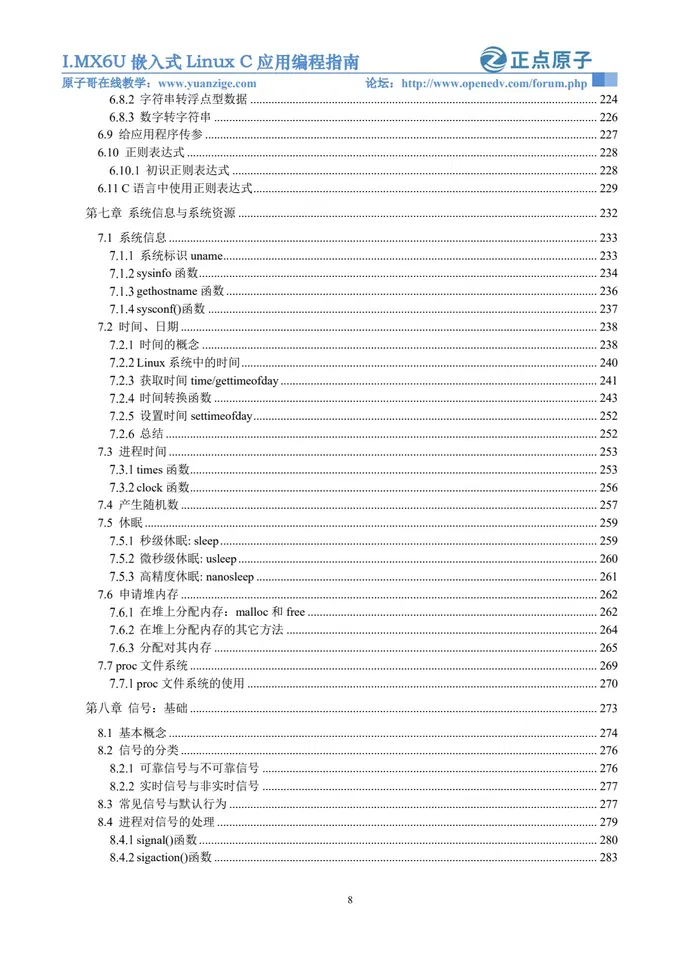 I.MX6U 嵌入式 Linux C 应用编程指南
正点原子
原子哥在线教学：www.yuanzige.com 论坛：http://www.openedv.com/forum.php
6.8.2 字符串转浮点型数据 224
6.8.3 数字转字符串 226
6.9 给应用程序传参 227
6.10 正则表达式 228
6.10.1 初识正则表达式 228
6.11 C 语言中使用正则表达式 229
第七章 系统信息与系统资源 232
7.1 系统信息 233
7.1.1 系统标识 uname 233
7.1.2 sysinfo 函数 234
7.1.3 gethostname 函数 236
7.1.4 sysconf()函数 237
7.2 时间、日期 238
7.2.1 时间的概念 238
7.2.2 Linux 系统中的时间 240
7.2.3 获取时间 time/gettimeofday 241
7.2.4 时间转换函数 243
7.2.5 设置时间 settimeofday 252
7.2.6 总结 252
7.3 进程时间 253
7.3.1 times 函数 253
7.3.2 clock 函数 256
7.4 产生随机数 257
7.5 休眠 259
7.5.1 秒级休眠: sleep 259
7.5.2 微秒级休眠: usleep 260
7.5.3 高精度休眠: nanosleep 261
7.6 申请堆内存 262
7.6.1 在堆上分配内存：malloc 和 free 262
7.6.2 在堆上分配内存的其它方法 264
7.6.3 分配对其内存 265
7.7 proc 文件系统 269
7.7.1 proc 文件系统的使用 270
第八章 信号：基础 273
8.1 基本概念 274
8.2 信号的分类 276
8.2.1 可靠信号与不可靠信号 276
8.2.2 实时信号与非实时信号 277
8.3 常见信号与默认行为 277
8.4 进程对信号的处理 279
8.4.1 signal()函数 280
8.4.2 sigaction()函数 283
8